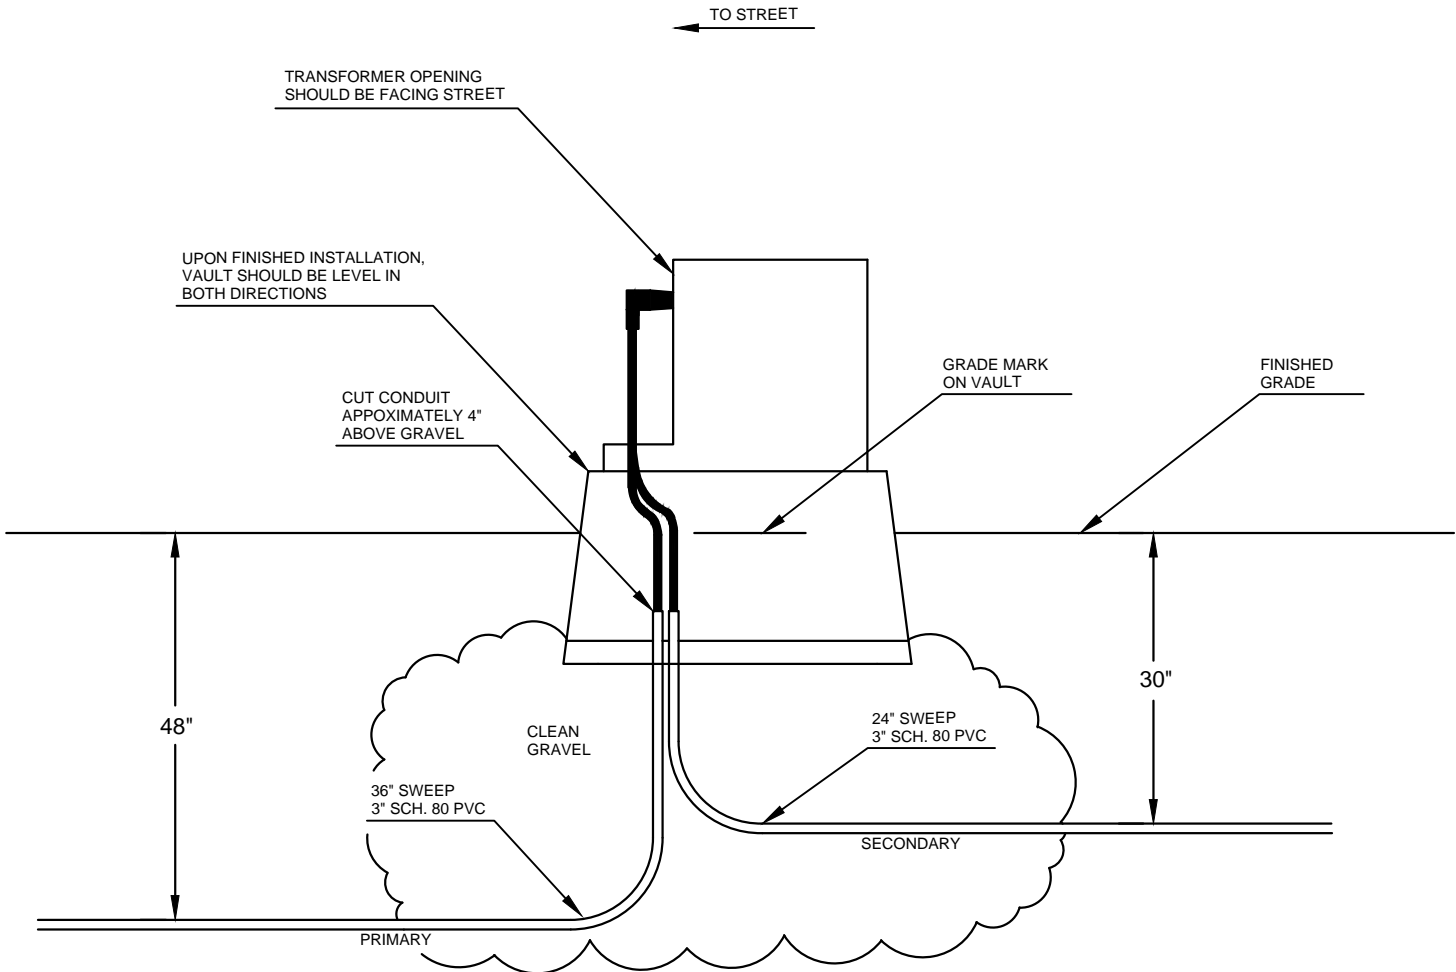 TO STREET
TRANSFORMER OPENING
SHOULD BE FACING STREET
UPON FINISHED INSTALLATION,
VAULT SHOULD BE LEVEL IN
BOTH DIRECTIONS
GRADE MARK
ON VAULT
FINISHED
GRADE
CUT CONDUIT
APPOXIMATELY 4"
ABOVE GRAVEL
48"
30"
CLEAN
GRAVEL
24" SWEEP
3" SCH. 80 PVC
36" SWEEP
3" SCH. 80 PVC
SECONDARY
PRIMARY